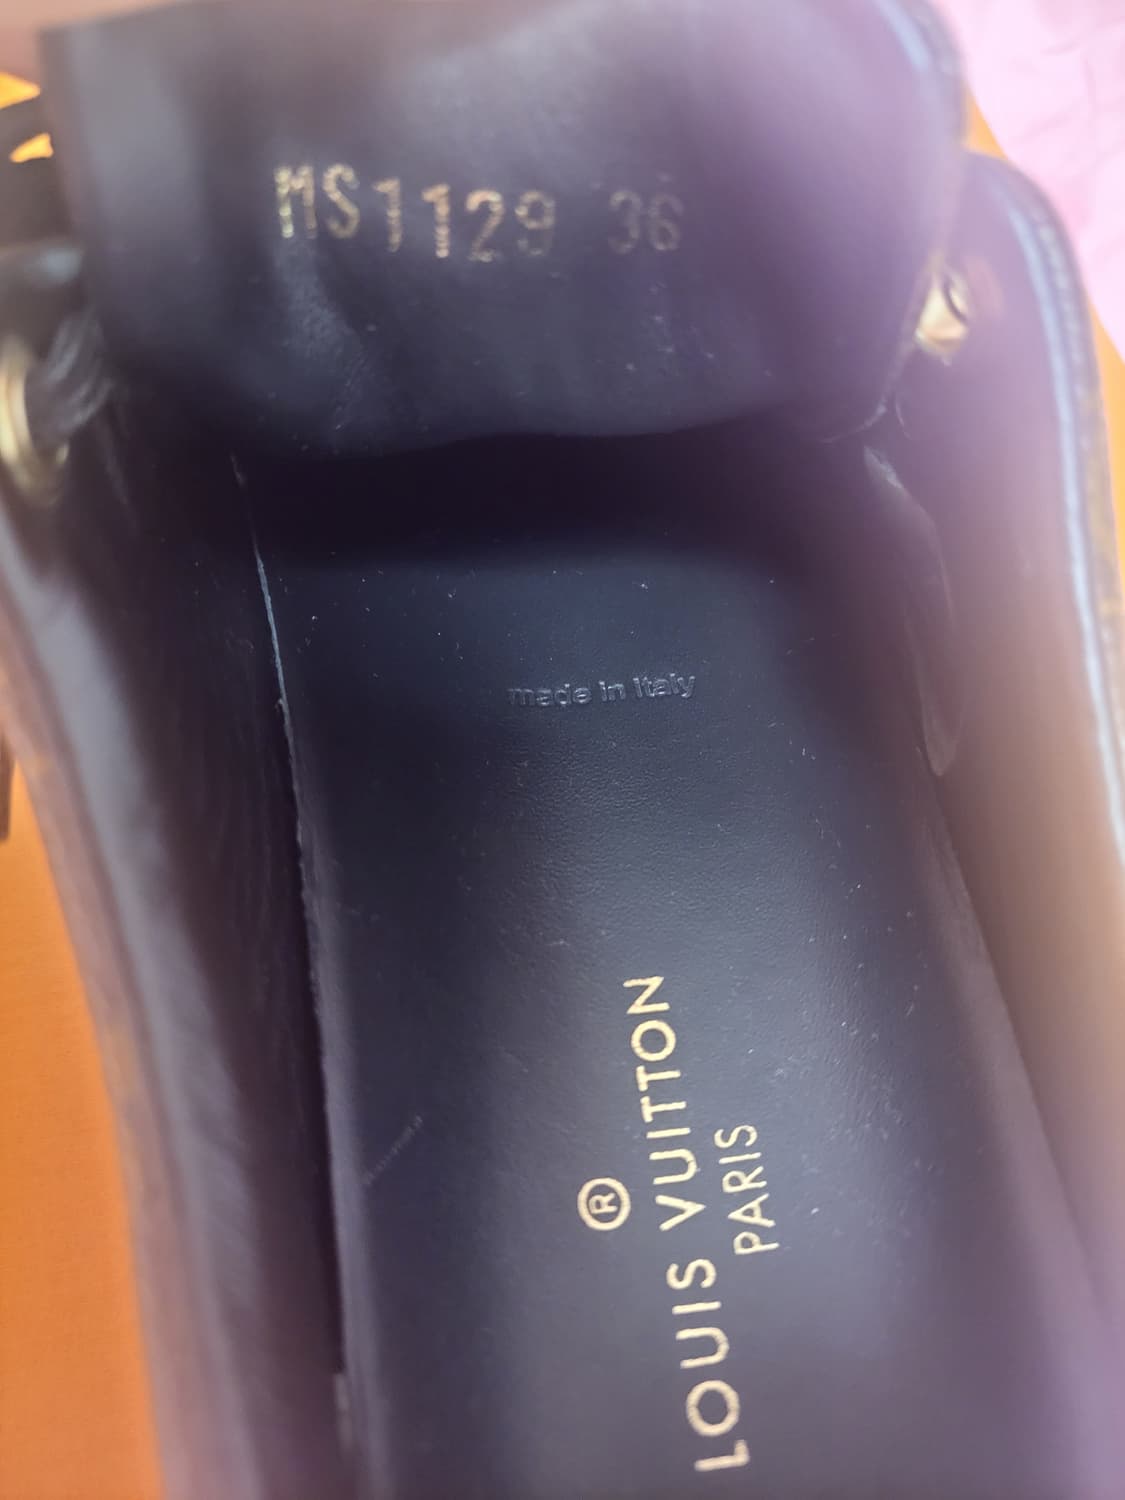 MS1129 36
made in italy
®
LOUIS VUITTON
PARIS